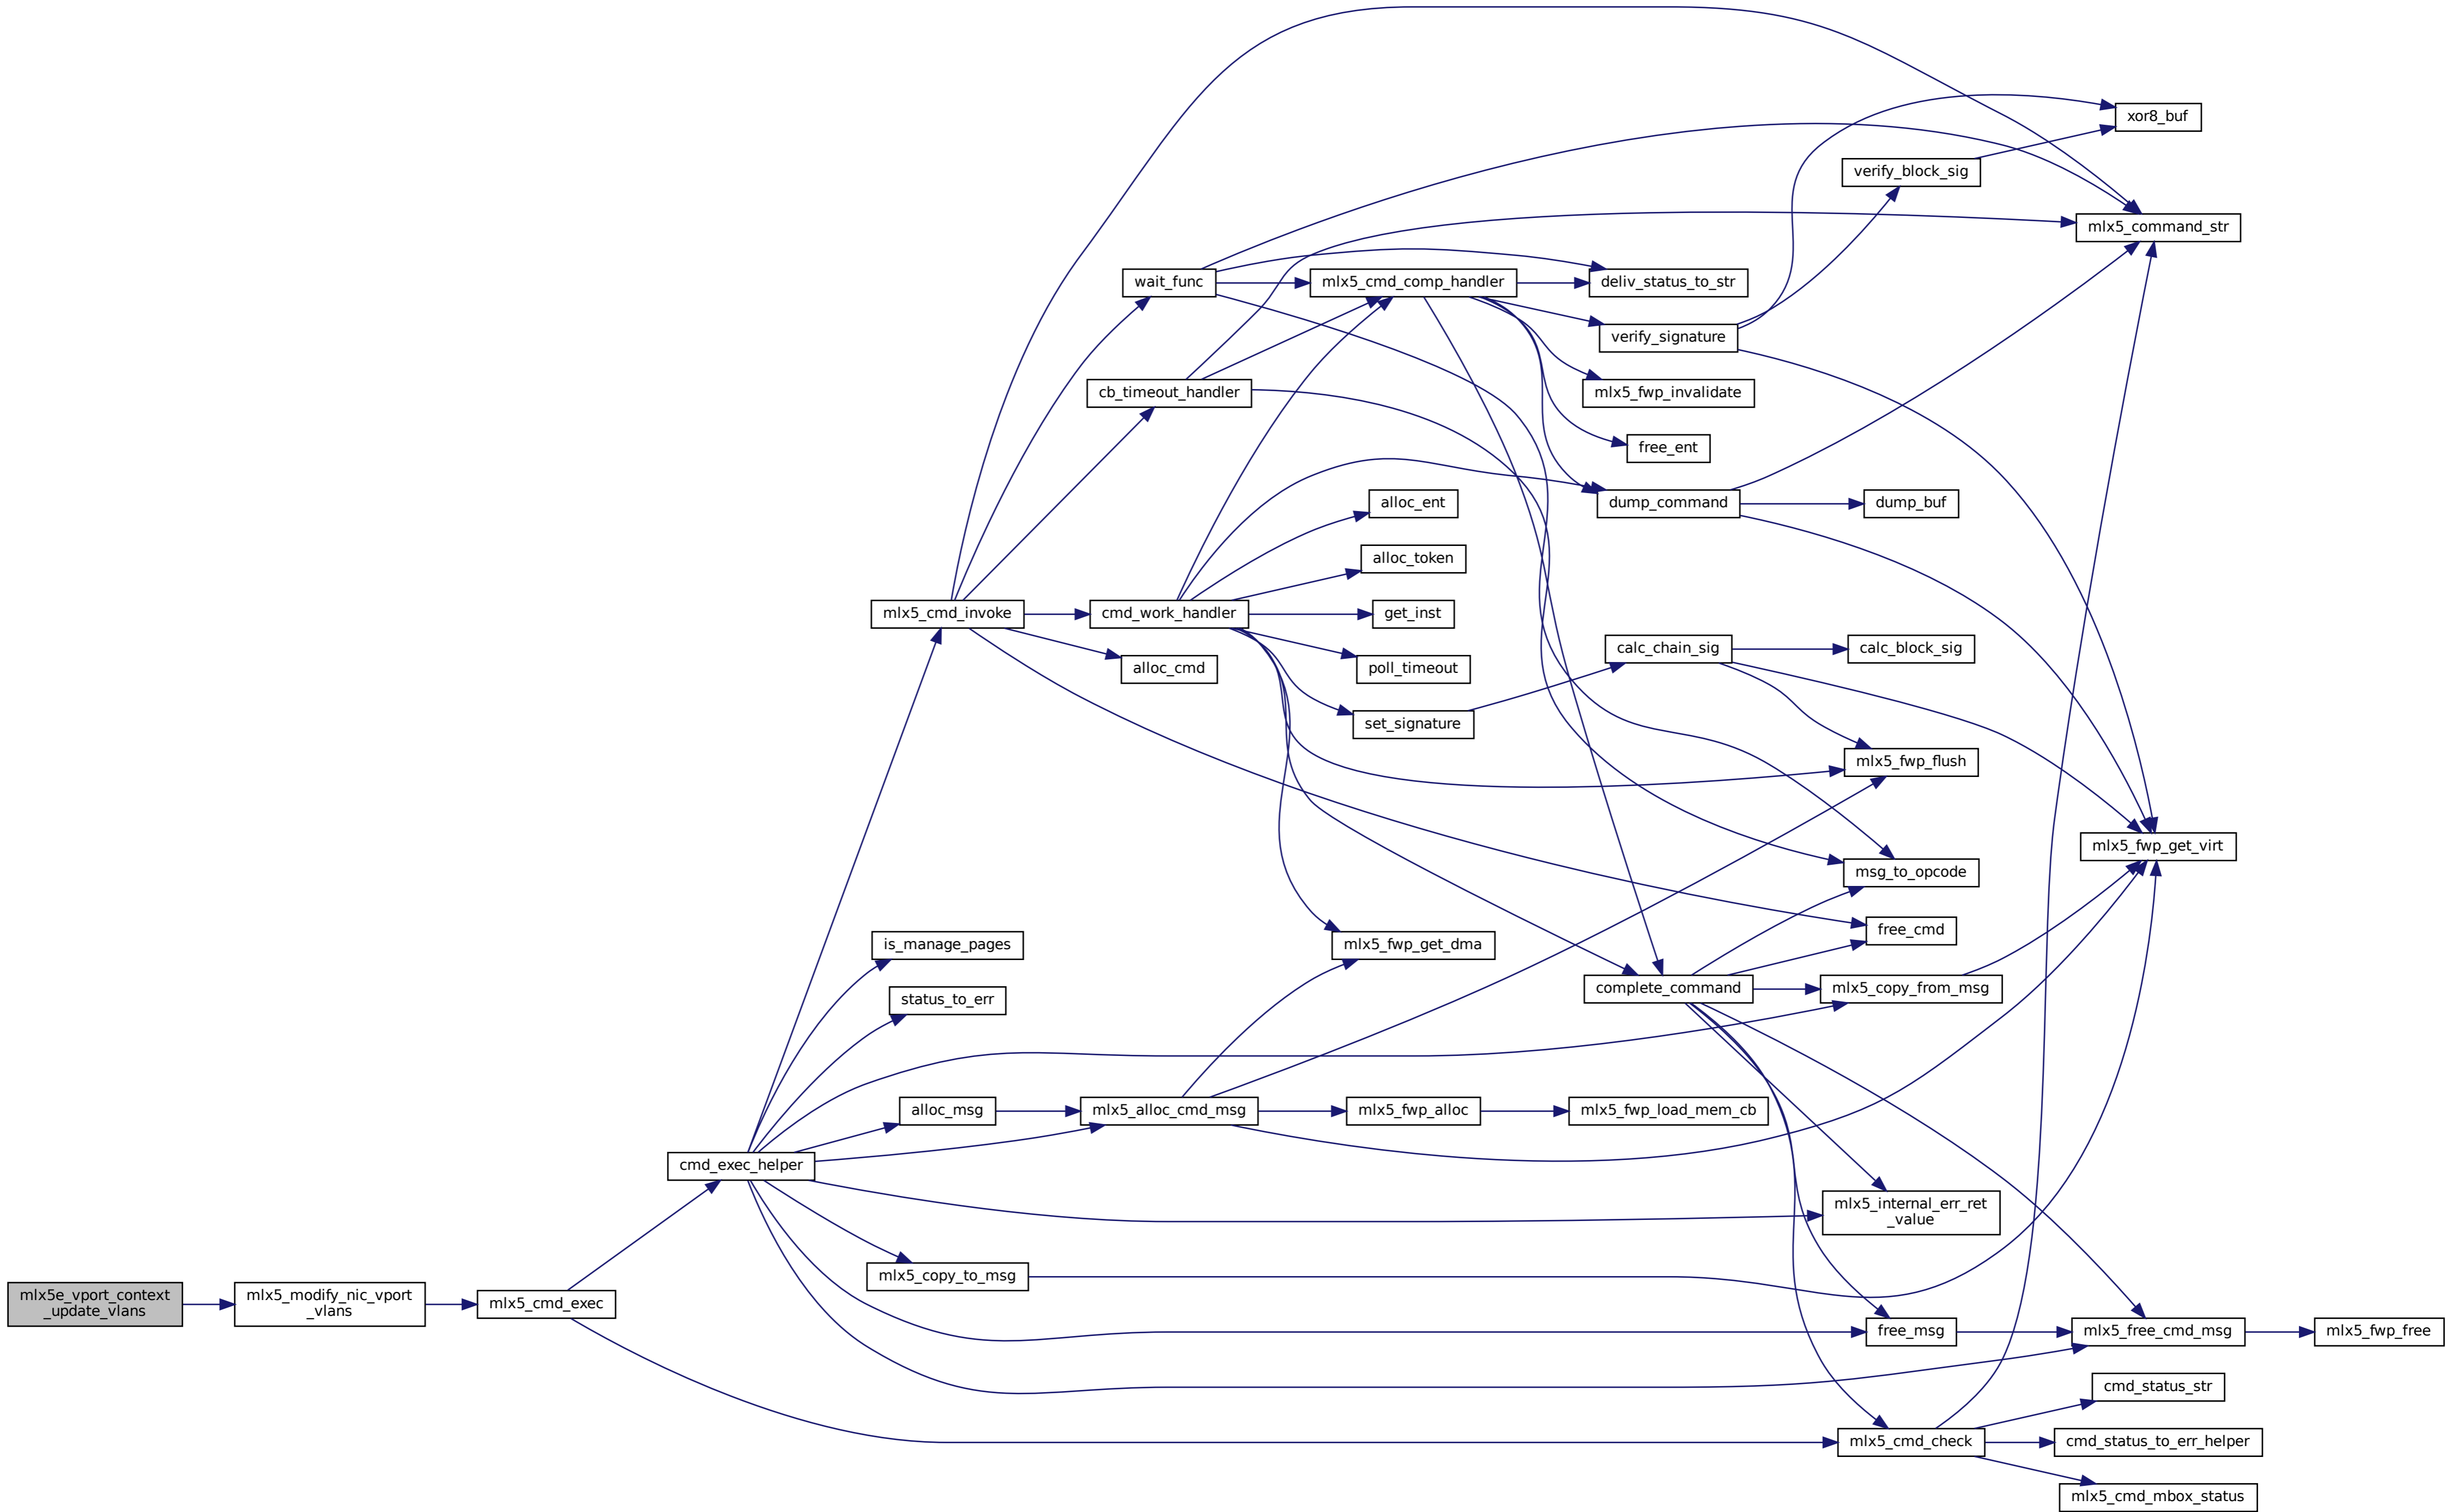 mlx5e_vport_context
_update_vlans
mlx5_modify_nic_vport
_vlans
mlx5_cmd_exec
cmd_exec_helper
mlx5_cmd_invoke
is_manage_pages
status_to_err
alloc_msg
mlx5_copy_to_msg
wait_func
cb_timeout_handler
cmd_work_handler
alloc_cmd
mlx5_alloc_cmd_msg
mlx5_cmd_comp_handler
alloc_ent
alloc_token
get_inst
poll_timeout
set_signature
mlx5_fwp_get_dma
mlx5_fwp_alloc
deliv_status_to_str
verify_signature
mlx5_fwp_invalidate
free_ent
dump_command
calc_chain_sig
complete_command
mlx5_fwp_load_mem_cb
verify_block_sig
dump_buf
calc_block_sig
mlx5_fwp_flush
msg_to_opcode
free_cmd
mlx5_copy_from_msg
mlx5_internal_err_ret
_value
free_msg
mlx5_cmd_check
xor8_buf
mlx5_command_str
mlx5_fwp_get_virt
mlx5_free_cmd_msg
cmd_status_str
cmd_status_to_err_helper
mlx5_cmd_mbox_status
mlx5_fwp_free